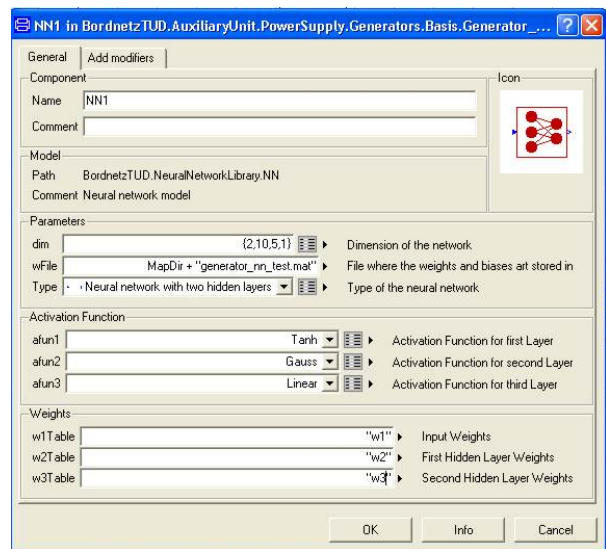 NN1 in BordnetzTUD.AuxiliaryUnit.PowerSupply.Generators.Basis.Generator_...
General Add modifiers
Component Icon
Name NN1
Comment
Model
Path BordnetzTUD.NeuralNetworkLibrary.NN
Comment Neural network model
Parameters
dim {2,10,5,1} Dimension of the network
wFile MapDir + "generator_nn_test.mat" File where the weights and biases art stored in
Type Neural network with two hidden layers Type of the neural network
Activation Function
afun1 Tanh Activation Function for first Layer
afun2 Gauss Activation Function for second Layer
afun3 Linear Activation Function for third Layer
Weights
w1Table "w1" Input Weights
w2Table "w2" First Hidden Layer Weights
w3Table "w3" Second Hidden Layer Weights
OK Info Cancel